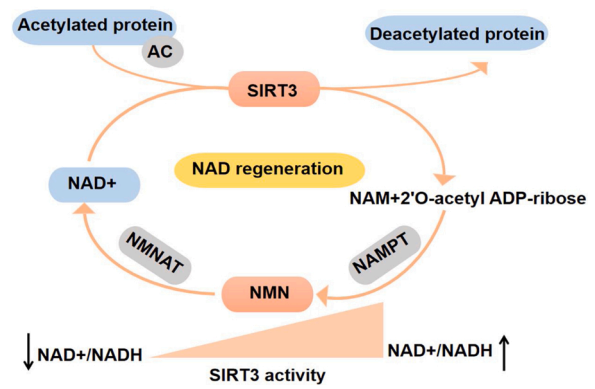 Acetylated protein
AC
Deacetylated protein
SIRT3
NAD regeneration
NAD+
NAM+2'O-acetyl ADP-ribose
NMNAT
NAMPT
NMN
NAD+/NADH
NAD+/NADH
SIRT3 activity